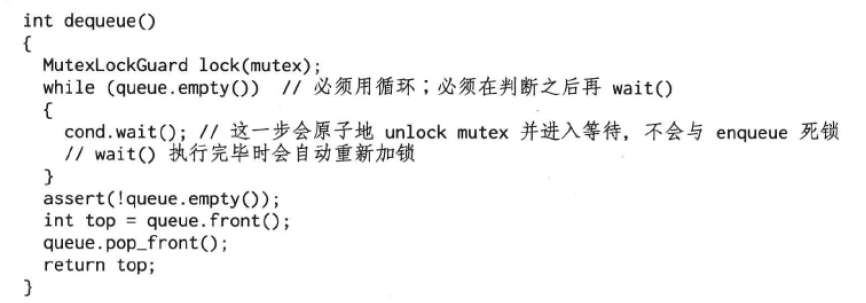 int dequeue()
{
  MutexLockGuard lock(mutex);
  while (queue.empty())  // 必须用循环；必须在判断之后再 wait()
  {
    cond.wait(); // 这一步会原子地 unlock mutex 并进入等待, 不会与 enqueue 死锁
    // wait() 执行完毕时会自动重新加锁
  }
  assert(!queue.empty());
  int top = queue.front();
  queue.pop_front();
  return top;
}